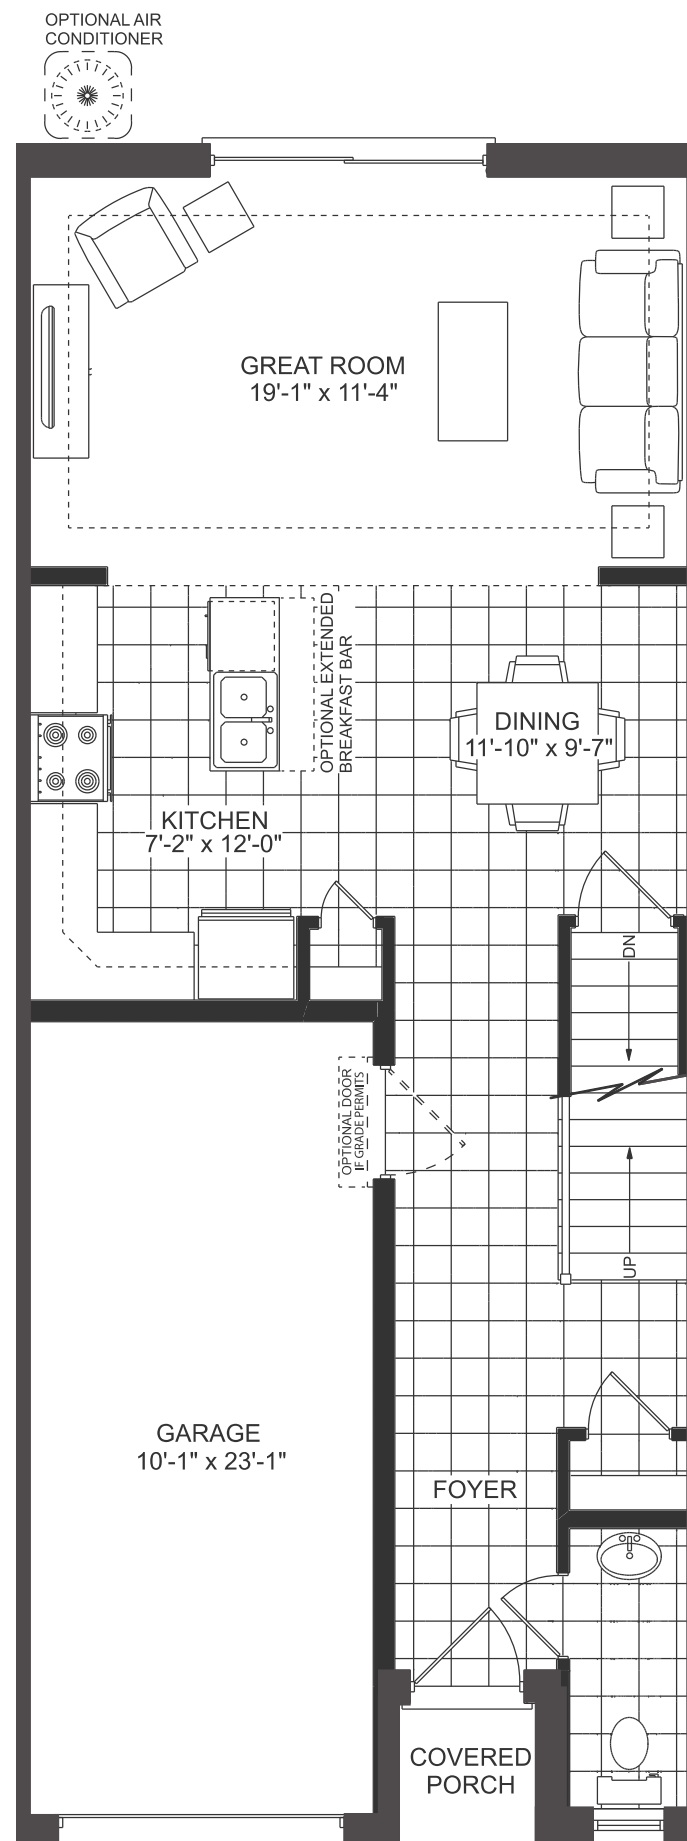 OPTIONAL AIR
CONDITIONER
GREAT ROOM
19'-1" x 11'-4"
OPTIONAL EXTENDED
BREAKFAST BAR
DINING
11'-10" x 9'-7"
KITCHEN
7'-2" x 12'-0"
DN
OPTIONAL DOOR
IF GRADE PERMITS
UP
GARAGE
10'-1" x 23'-1"
FOYER
COVERED
PORCH